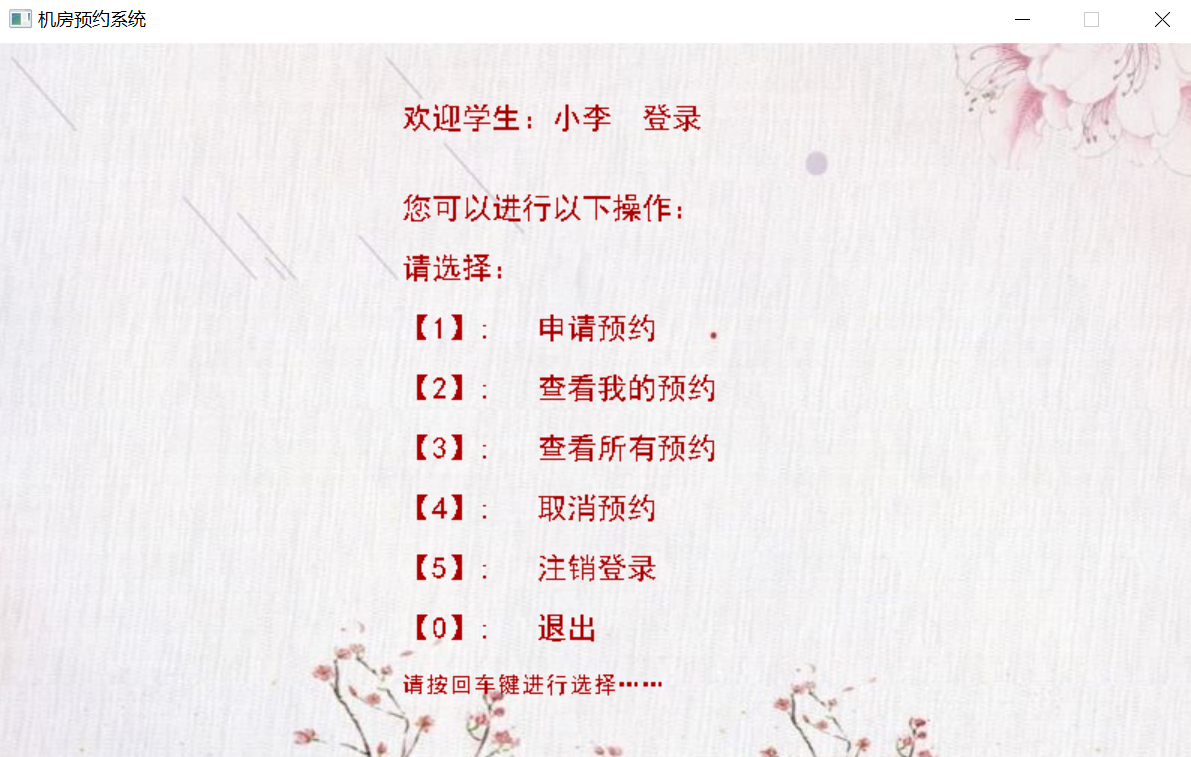 机房预约系统
欢迎学生：小李  登录
您可以进行以下操作：
请选择：
【1】：  申请预约
【2】：  查看我的预约
【3】：  查看所有预约
【4】：  取消预约
【5】：  注销登录
【0】：  退出
请按回车键进行选择……